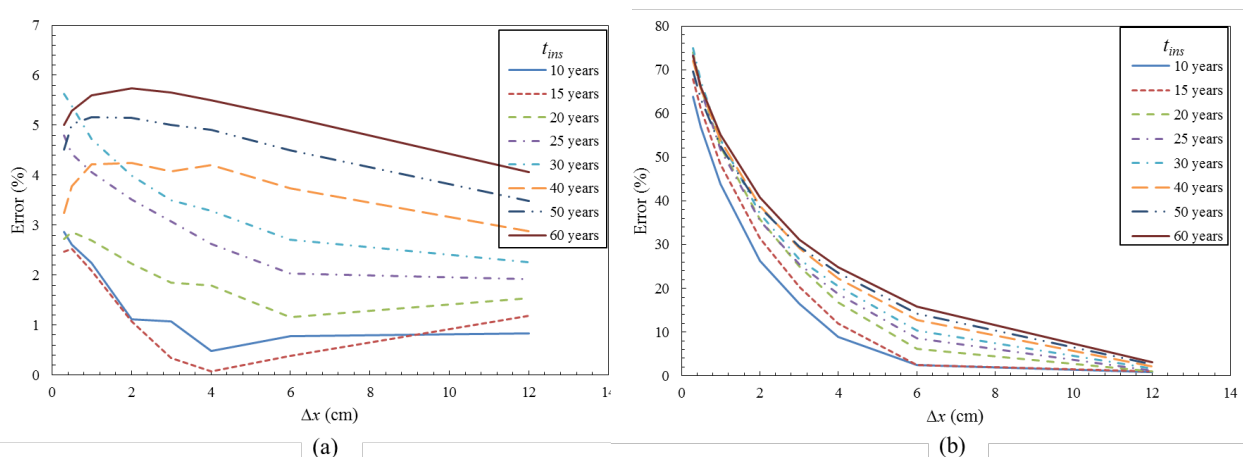 7
6
5
4
3
2
1
0
Error (%)
0 2 4 6 8 10 12 14
Δx (cm)
t_ins
10 years
15 years
20 years
25 years
30 years
40 years
50 years
60 years
(a)
80
70
60
50
40
30
20
10
0
Error (%)
0 2 4 6 8 10 12 14
Δx (cm)
t_ins
10 years
15 years
20 years
25 years
30 years
40 years
50 years
60 years
(b)